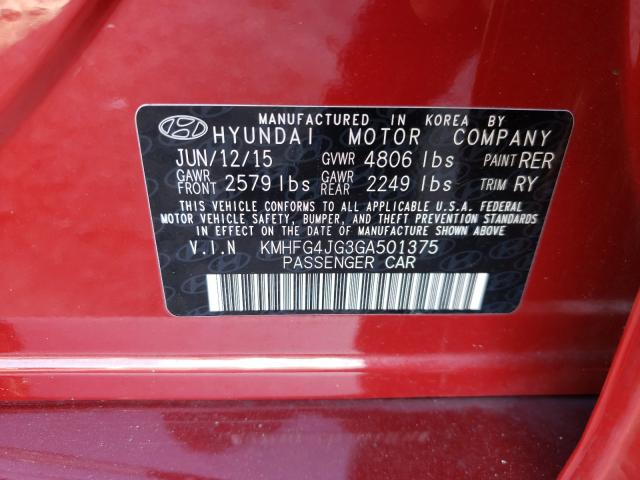 MANUFACTURED IN KOREA BY
HYUNDAI MOTOR COMPANY
JUN/12/15 GVWR 4806 lbs PAINT RER
GAWR FRONT 2579 lbs GAWR REAR 2249 lbs TRIM RY
THIS VEHICLE CONFORMS TO ALL APPLICABLE U.S.A. FEDERAL
MOTOR VEHICLE SAFETY, BUMPER, AND THEFT PREVENTION STANDARDS
IN EFFECT ON THE DATE OF MANUFACTURE SHOWN ABOVE.
V.I.N KMHFG4JG3GA501375
PASSENGER CAR